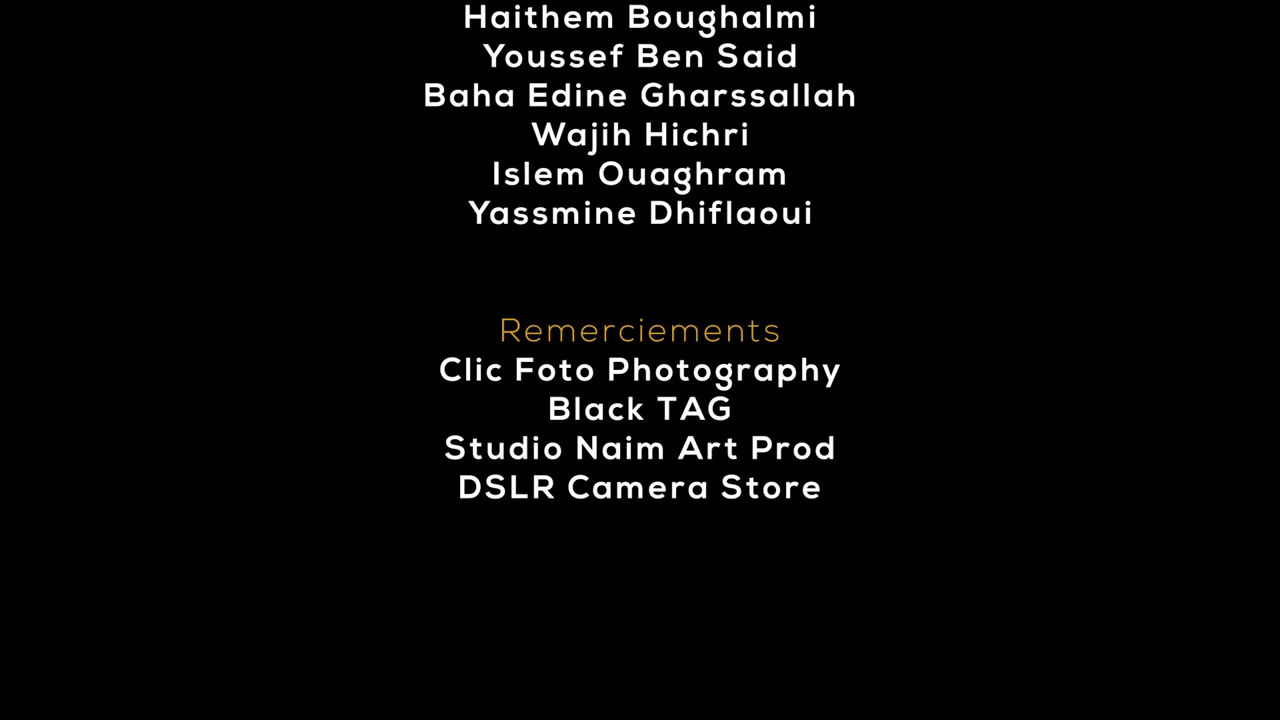 Haithem Boughalmi
Youssef Ben Said
Baha Edine Gharssallah
Wajih Hichri
Islem Ouaghram
Yassmine Dhiflaoui
Remerciements
Clic Foto Photography
Black TAG
Studio Naim Art Prod
DSLR Camera Store